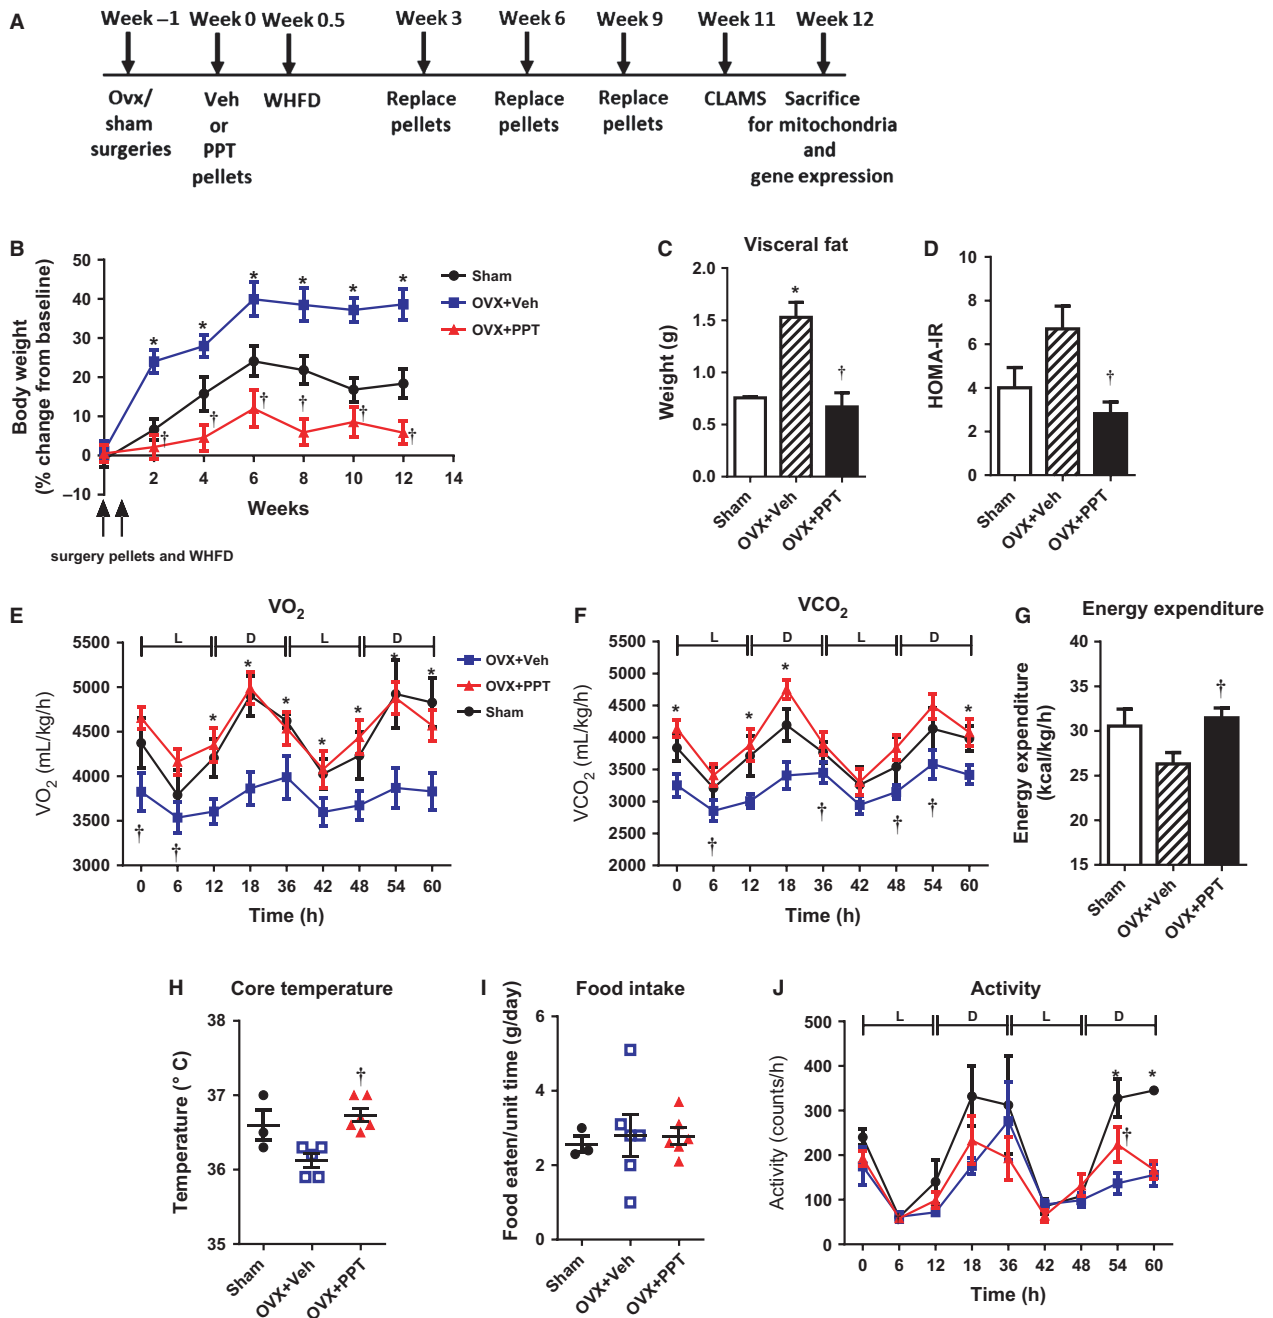 A
Week –1 Week 0 Week 0.5 Week 3 Week 6 Week 9 Week 11 Week 12
Ovx/
sham
surgeries
Veh
or
PPT
pellets
WHFD
Replace
pellets
Replace
pellets
Replace
pellets
CLAMS
Sacrifice
for mitochondria
and
gene expression
B
Body weight
(% change from baseline)
50
40
30
20
10
0
–10
* * * * * *
† † † † † †
2 4 6 8 10 12 14
Weeks
surgery pellets and WHFD
Sham
OVX+Veh
OVX+PPT
C
Visceral fat
Weight (g)
2.0
1.5
1.0
0.5
0.0
*
†
Sham
OVX+Veh
OVX+PPT
D
HOMA-IR
10
8
6
4
2
0
†
Sham
OVX+Veh
OVX+PPT
E
VO2
L D L D
VO2 (mL/kg/h)
5500
5000
4500
4000
3500
3000
* * * * * * *
† †
0 6 12 18 36 42 48 54 60
Time (h)
OVX+Veh
OVX+PPT
Sham
F
VCO2
L D L D
VCO2 (mL/kg/h)
5500
5000
4500
4000
3500
3000
2500
2000
* * * *
† † † †
0 6 12 18 36 42 48 54 60
Time (h)
G
Energy expenditure
Energy expenditure
(kcal/kg/h)
40
35
30
25
20
15
†
Sham
OVX+Veh
OVX+PPT
H
Core temperature
Temperature (° C)
38
37
36
35
†
Sham
OVX+Veh
OVX+PPT
I
Food intake
Food eaten/unit time (g/day)
6
4
2
0
Sham
OVX+Veh
OVX+PPT
J
Activity
L D L D
Activity (counts/h)
500
400
300
200
100
0
* *
†
0 6 12 18 36 42 48 54 60
Time (h)